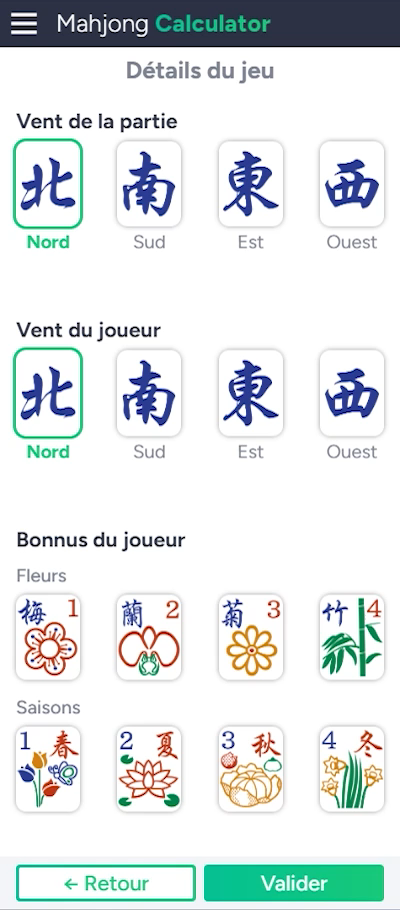 Mahjong Calculator
Détails du jeu
Vent de la partie
北 南 東 西
Nord Sud Est Ouest
Vent du joueur
北 南 東 西
Nord Sud Est Ouest
Bonnus du joueur
Fleurs
梅 1 蘭 2 菊 3 竹 4
Saisons
1 春 2 夏 3 秋 4 冬
← Retour Valider